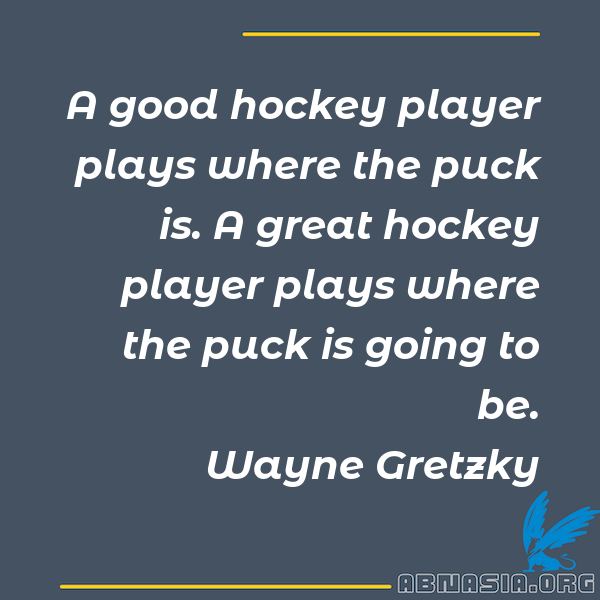 A good hockey player
plays where the puck
is. A great hockey
player plays where
the puck is going to
be.
Wayne Gretzky
ABNASIA.ORG